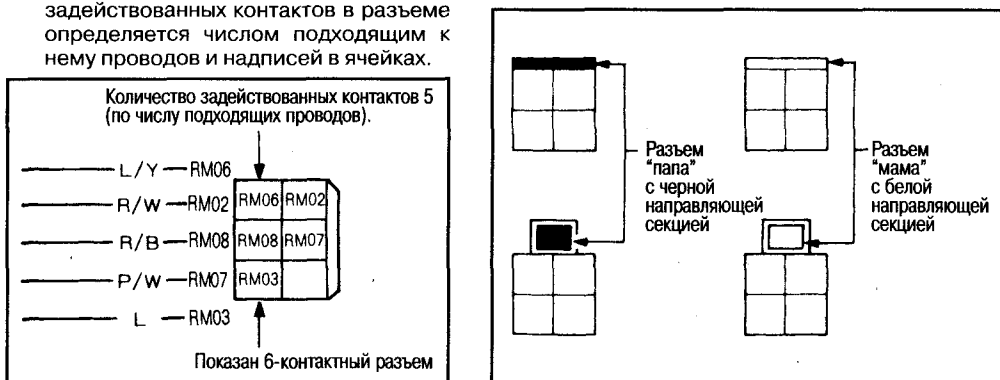 задействованных контактов в разъеме
определяется числом подходящим к
нему проводов и надписей в ячейках.
Количество задействованных контактов 5
(по числу подходящих проводов).
L/Y RM06
R/W RM02
R/B RM08
P/W RM07
L RM03
RM06 RM02
RM08 RM07
RM03
Показан 6-контактный разъем
Разъем
"папа"
с черной
направляющей
секцией
Разъем
"мама"
с белой
направляющей
секцией